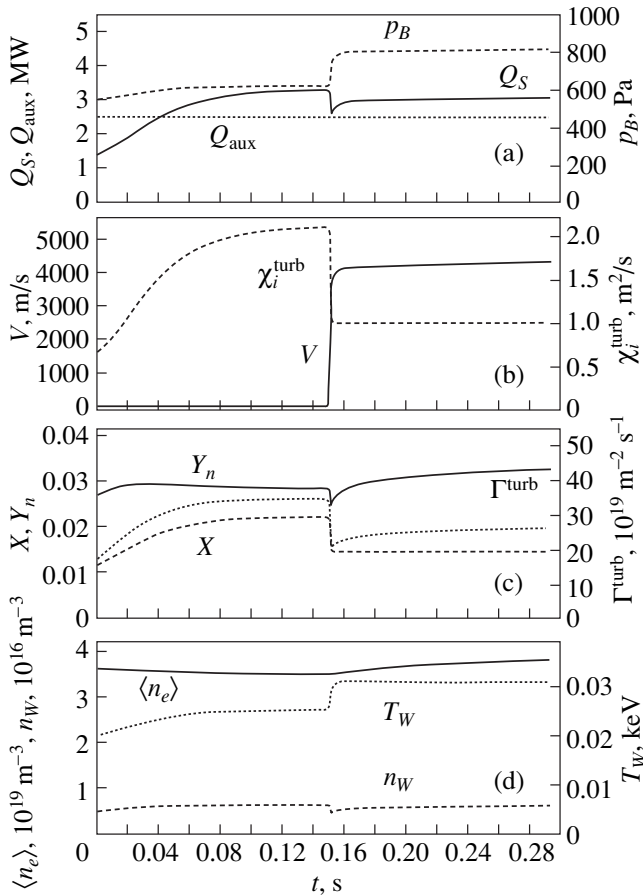 5
4
3
2
1
0
Q_S, Q_aux, MW
p_B
Q_S
Q_aux
(a)
1000
800
600
400
200
0
p_B, Pa
5000
4000
3000
2000
1000
0
V, m/s
χ_i^turb
V
(b)
2.0
1.5
1.0
0.5
0
χ_i^turb, m²/s
0.04
0.03
0.02
0.01
0
X, Y_n
Y_n
Γ^turb
X
(c)
50
40
30
20
10
0
Γ^turb, 10^19 m^−2 s^−1
4
3
2
1
⟨n_e⟩, 10^19 m^−3, n_W, 10^16 m^−3
⟨n_e⟩
T_W
n_W
(d)
0.03
0.02
0.01
0
T_W, keV
0 0.04 0.08 0.12 0.16 0.20 0.24 0.28
t, s